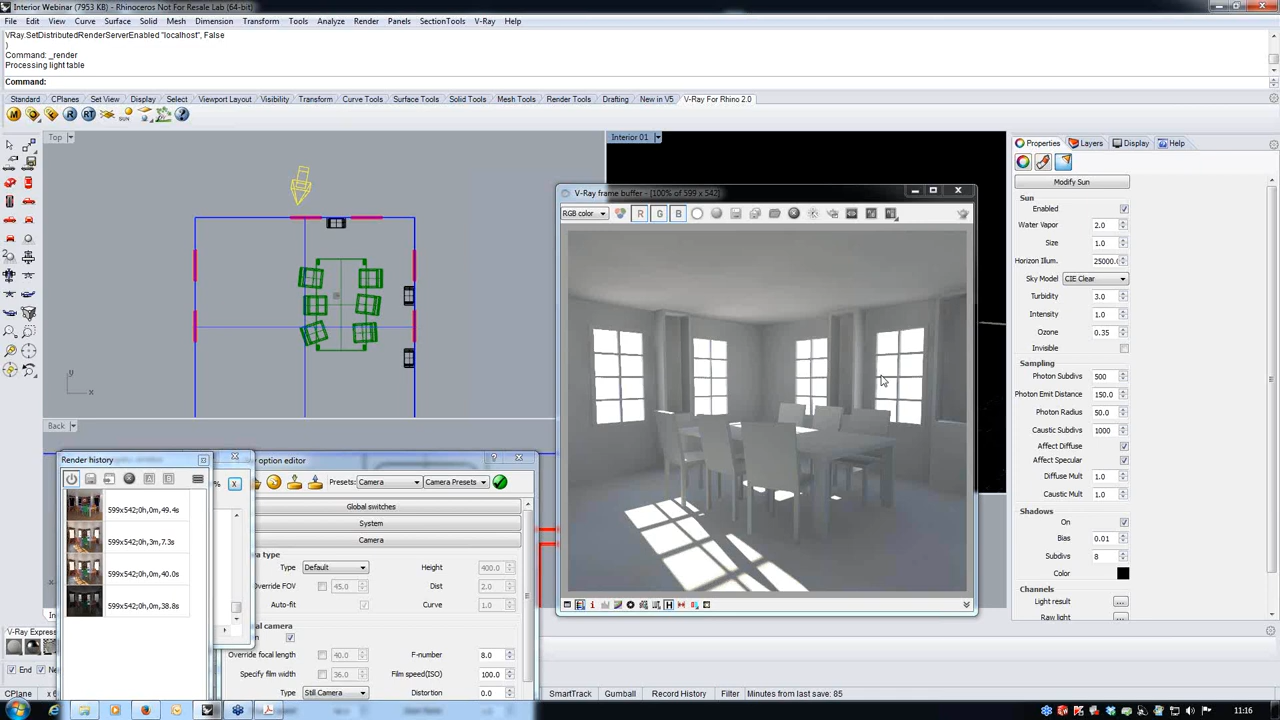 Interior Webinar (7953 KB) - Rhinoceros Not For Resale Lab (64-bit)
File Edit View Curve Surface Solid Mesh Dimension Transform Tools Analyze Render Panels SectionTools V-Ray Help
VRay.SetDistributedRenderServerEnabled "localhost", False
)
Command: _render
Processing light table
Command:
Standard CPlanes Set View Display Select Viewport Layout Visibility Transform Curve Tools Surface Tools Solid Tools Mesh Tools Render Tools Drafting New in V5 V-Ray For Rhino 2.0
Top
Interior 01
Properties Layers Display Help
Modify Sun
Sun
Enabled
Water Vapor 2.0
Size 1.0
Horizon Illum. 25000.
Sky Model CIE Clear
Turbidity 3.0
Intensity 1.0
Ozone 0.35
Invisible
Sampling
Photon Subdivs 500
Photon Emit Distance 150.0
Photon Radius 50.0
Caustic Subdivs 1000
Affect Diffuse
Affect Specular
Diffuse Mult 1.0
Caustic Mult 1.0
Shadows
On
Bias 0.01
Subdivs 8
Color
Channels
Light result ...
Raw light ...
V-Ray frame buffer - [100% of 599 x 542]
RGB color R G B
y
x
Back
Render history
599x542;0h,0m,49.4s
599x542;0h,3m,7.3s
599x542;0h,0m,40.0s
599x542;0h,0m,38.8s
option editor
Presets: Camera Camera Presets
Global switches
System
Camera
Type Default Height 400.0
Override FOV 45.0 Dist 2.0
Auto-fit Curve 1.0
Override focal length 40.0 F-number 8.0
Specify film width 36.0 Film speed(ISO) 100.0
Type Still Camera Distortion 0.0
V-Ray Express
End
CPlane
SmartTrack Gumball Record History Filter Minutes from last save: 85
11:16